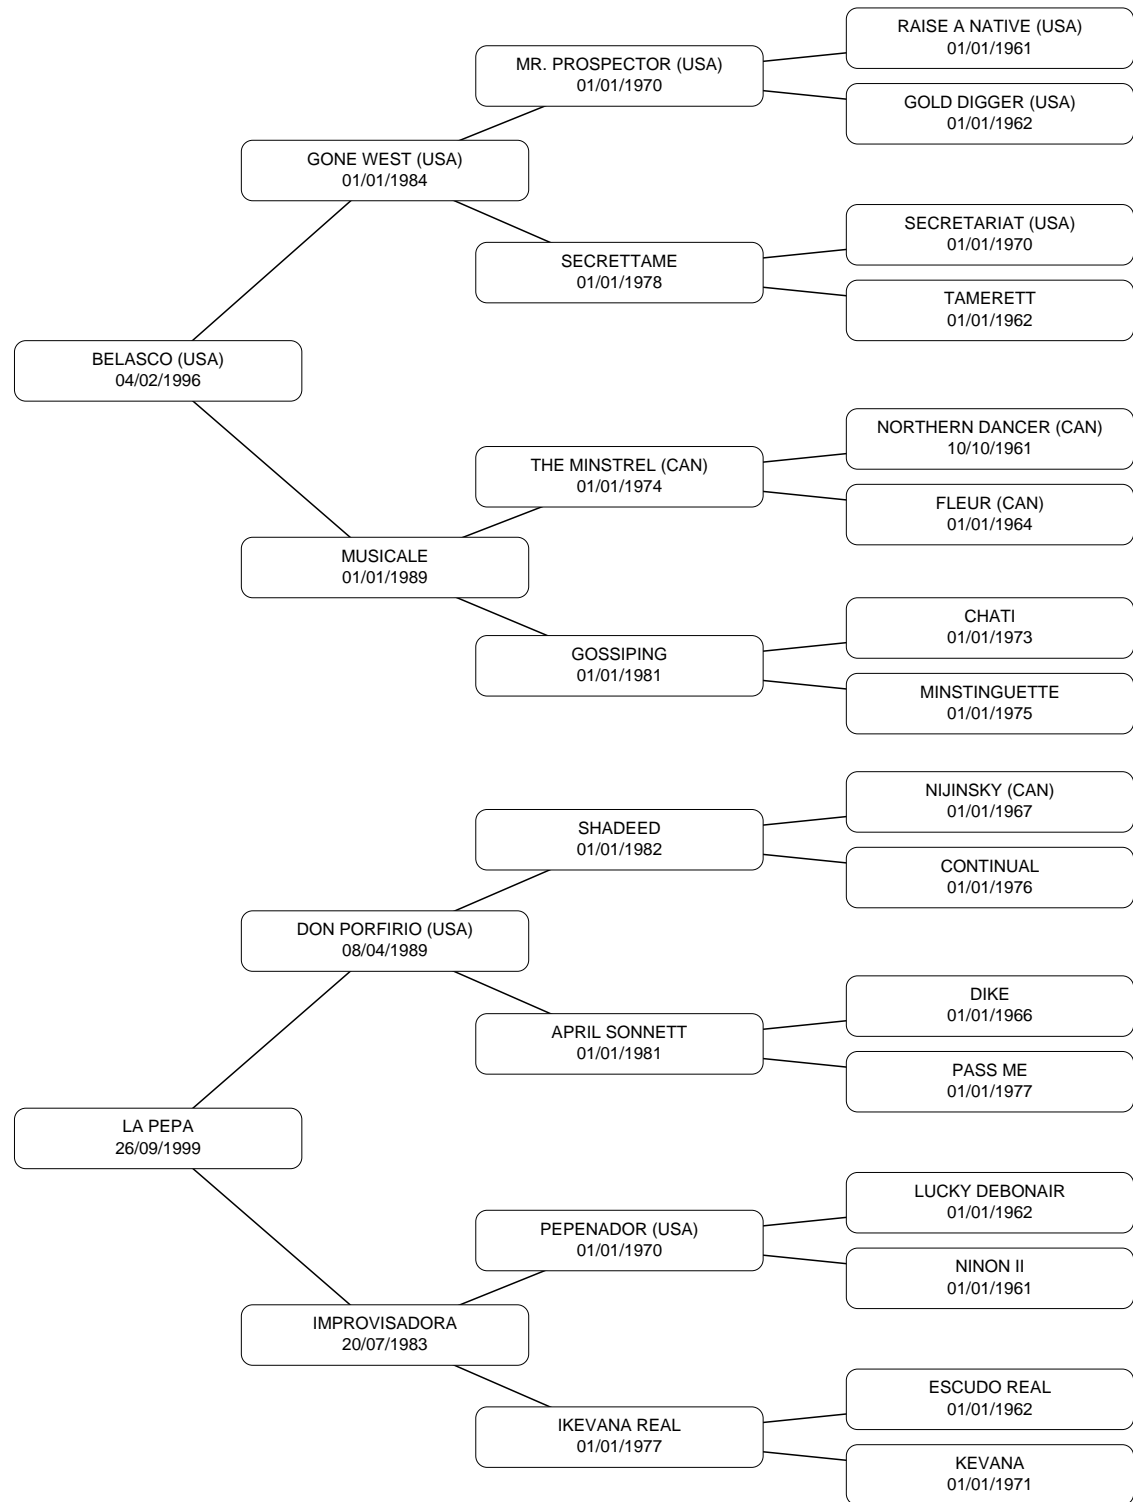 RAISE A NATIVE (USA)
01/01/1961
MR. PROSPECTOR (USA)
01/01/1970
GOLD DIGGER (USA)
01/01/1962
GONE WEST (USA)
01/01/1984
SECRETARIAT (USA)
01/01/1970
SECRETTAME
01/01/1978
TAMERETT
01/01/1962
BELASCO (USA)
04/02/1996
NORTHERN DANCER (CAN)
10/10/1961
THE MINSTREL (CAN)
01/01/1974
FLEUR (CAN)
01/01/1964
MUSICALE
01/01/1989
CHATI
01/01/1973
GOSSIPING
01/01/1981
MINSTINGUETTE
01/01/1975
NIJINSKY (CAN)
01/01/1967
SHADEED
01/01/1982
CONTINUAL
01/01/1976
DON PORFIRIO (USA)
08/04/1989
DIKE
01/01/1966
APRIL SONNETT
01/01/1981
PASS ME
01/01/1977
LA PEPA
26/09/1999
LUCKY DEBONAIR
01/01/1962
PEPENADOR (USA)
01/01/1970
NINON II
01/01/1961
IMPROVISADORA
20/07/1983
ESCUDO REAL
01/01/1962
IKEVANA REAL
01/01/1977
KEVANA
01/01/1971